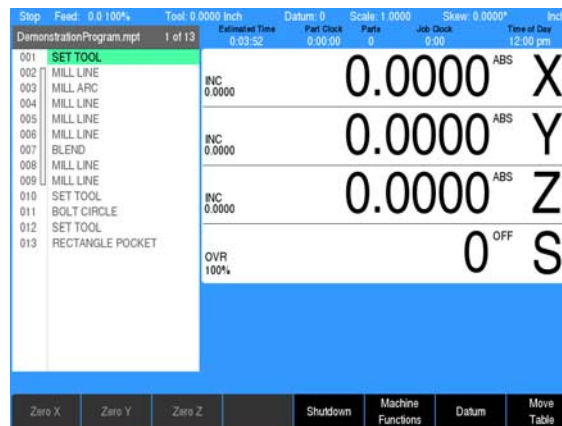 Stop Feed: 0.0 100% Tool: 0.0000 Inch Datum: 0 Scale: 1.0000 Skew: 0.0000° Incl
DemonstrationProgram.mpt 1 of 13
Estimated Time Part Clock Parts Job Clock Time of Day
0:03:52 0:00:00 0 0:00 12:00 pm
001 SET TOOL
002 MILL LINE
003 MILL ARC
004 MILL LINE
005 MILL LINE
006 MILL LINE
007 BLEND
008 MILL LINE
009 MILL LINE
010 SET TOOL
011 BOLT CIRCLE
012 SET TOOL
013 RECTANGLE POCKET
INC
0.0000
0.0000 ABS X
INC
0.0000
0.0000 ABS Y
INC
0.0000
0.0000 ABS Z
OVR
100%
0 OFF S
Zero X Zero Y Zero Z Shutdown Machine Functions Datum Move Table